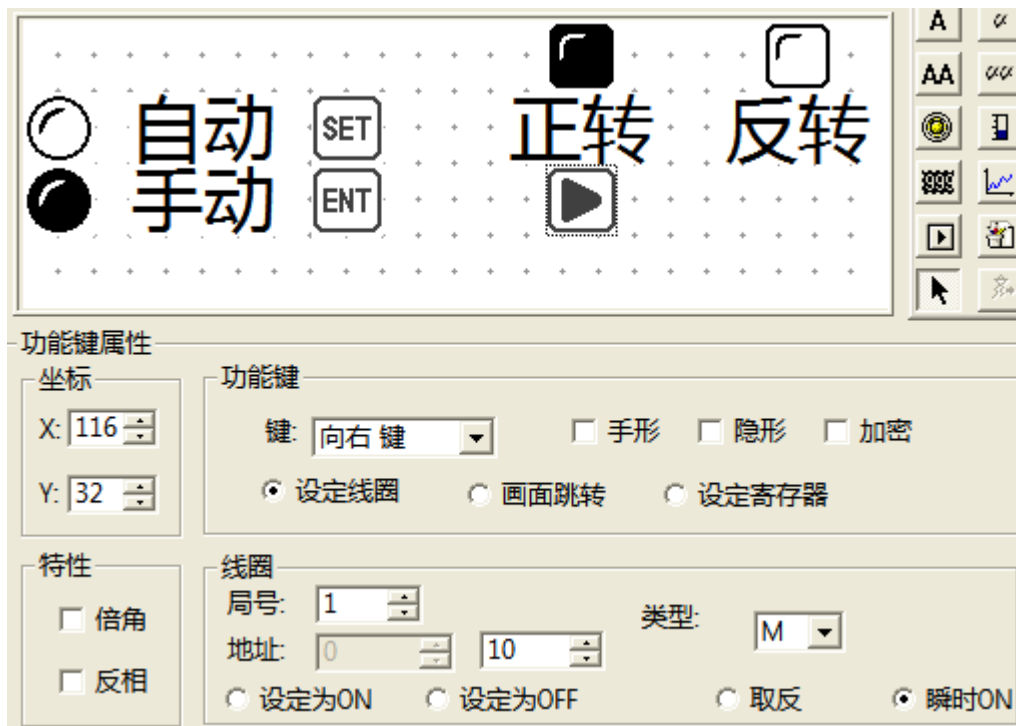 A
AA
自动 SET 正转 反转
手动 ENT
功能键属性
坐标
X: 116
Y: 32
功能键
键: 向右 键 手形 隐形 加密
设定线圈 画面跳转 设定寄存器
特性
倍角
反相
线圈
局号: 1
类型: M
地址: 0 10
设定为ON 设定为OFF 取反 瞬时ON